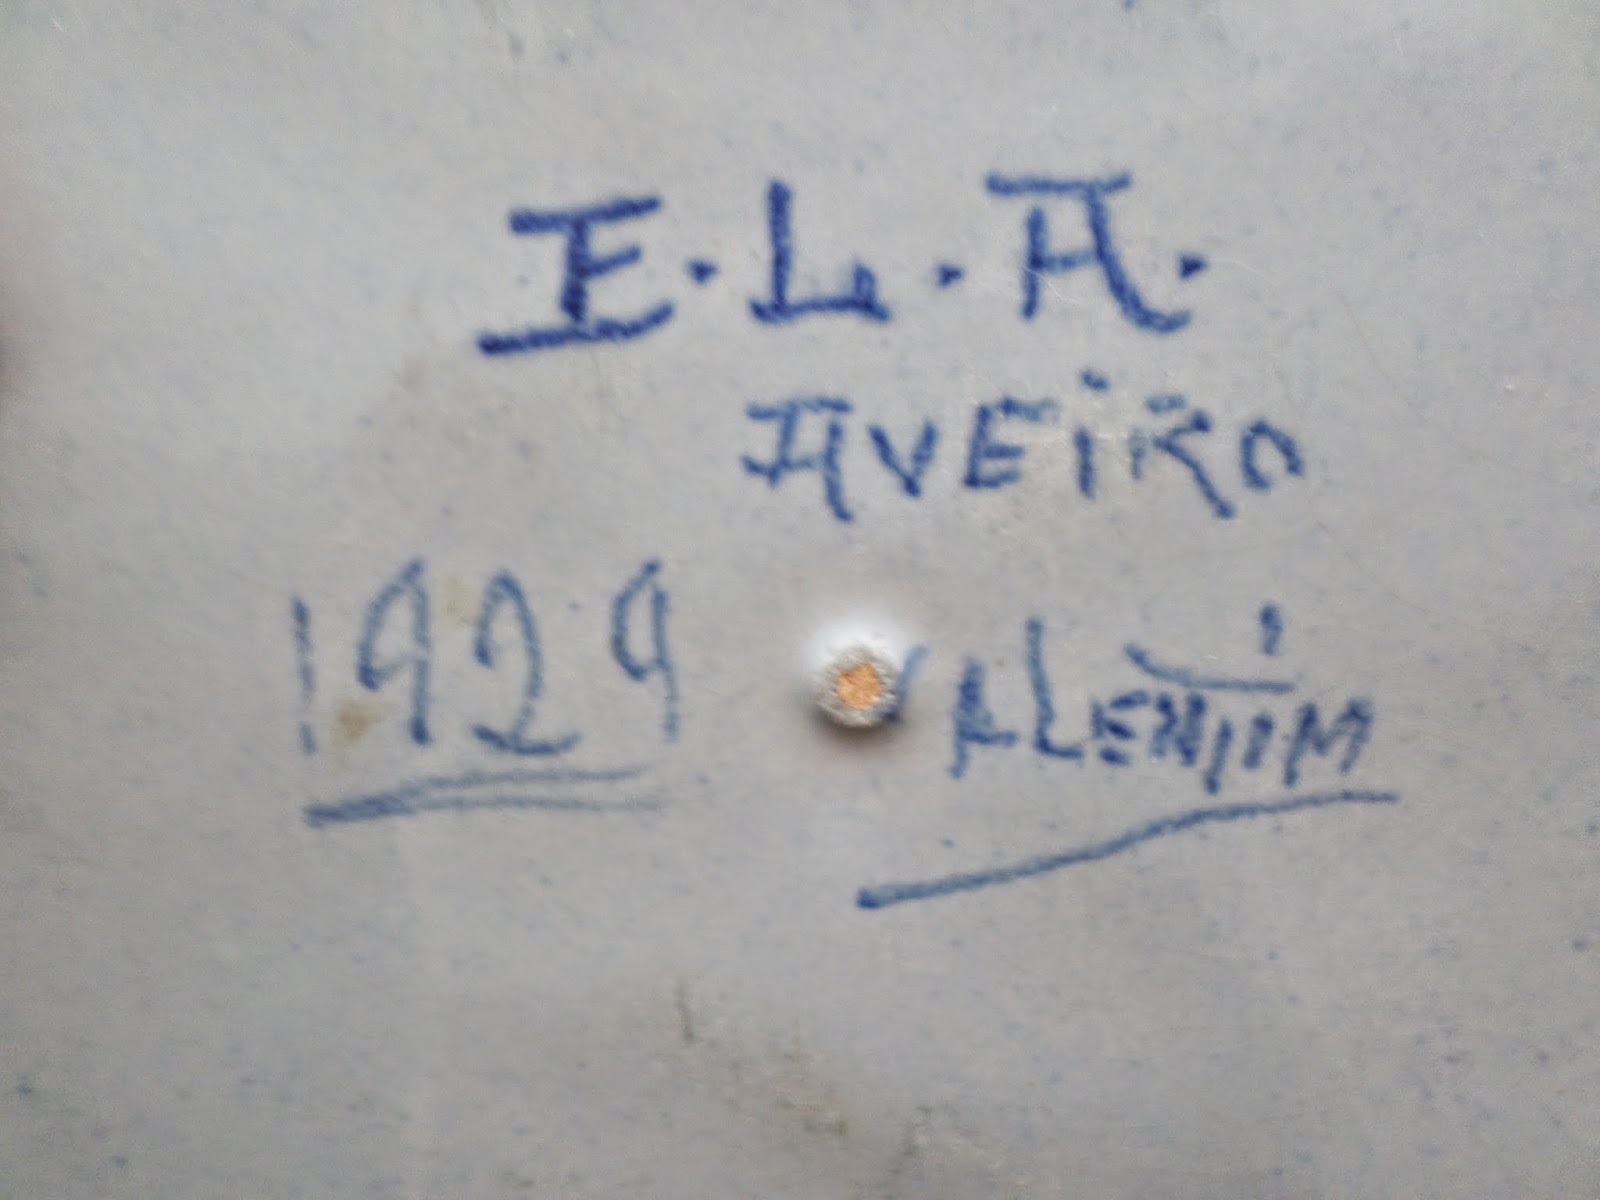 E.L.A.
AVEiRO
1929 VALENTiM